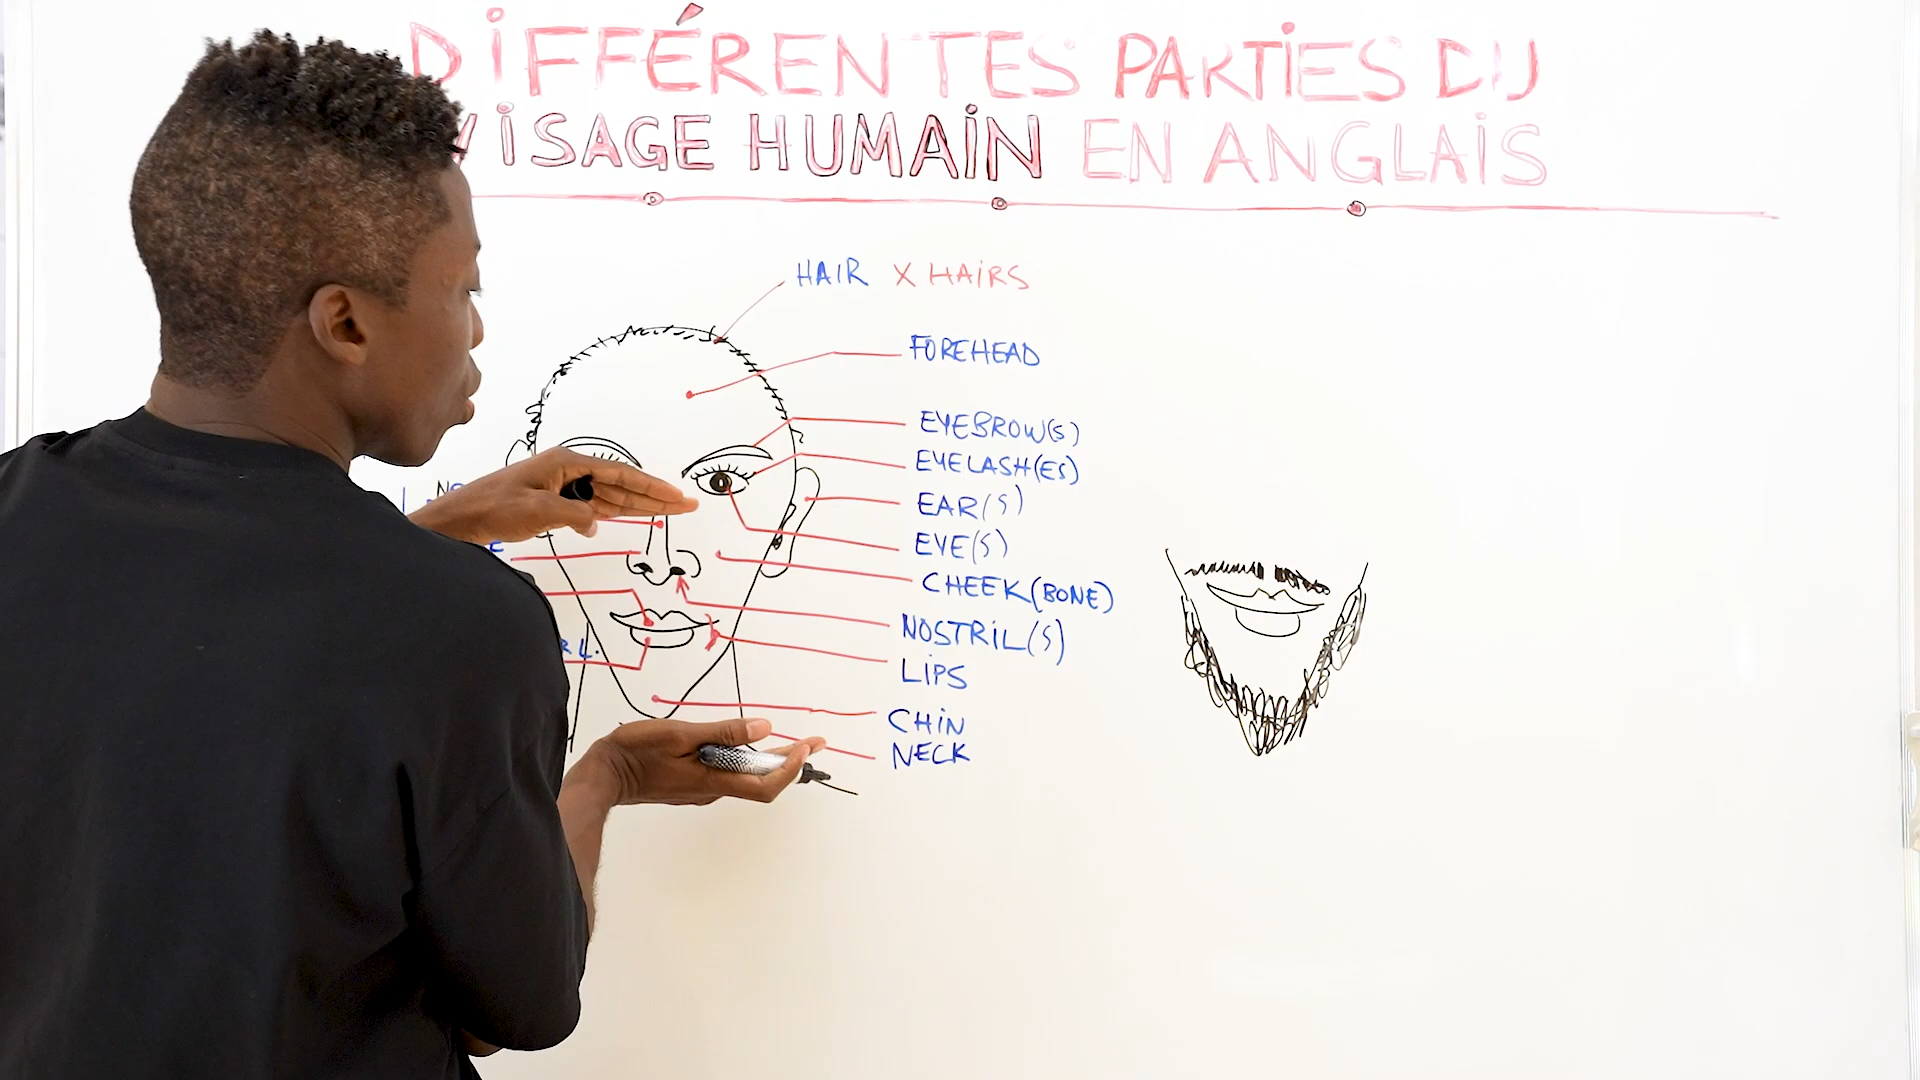 DIFFÉRENTES PARTIES DU
VISAGE HUMAIN EN ANGLAIS
HAIR X HAIRS
FOREHEAD
EYEBROW(S)
EYELASH(ES)
EAR(S)
EYE(S)
CHEEK(BONE)
NOSTRIL(S)
LIPS
CHIN
NECK